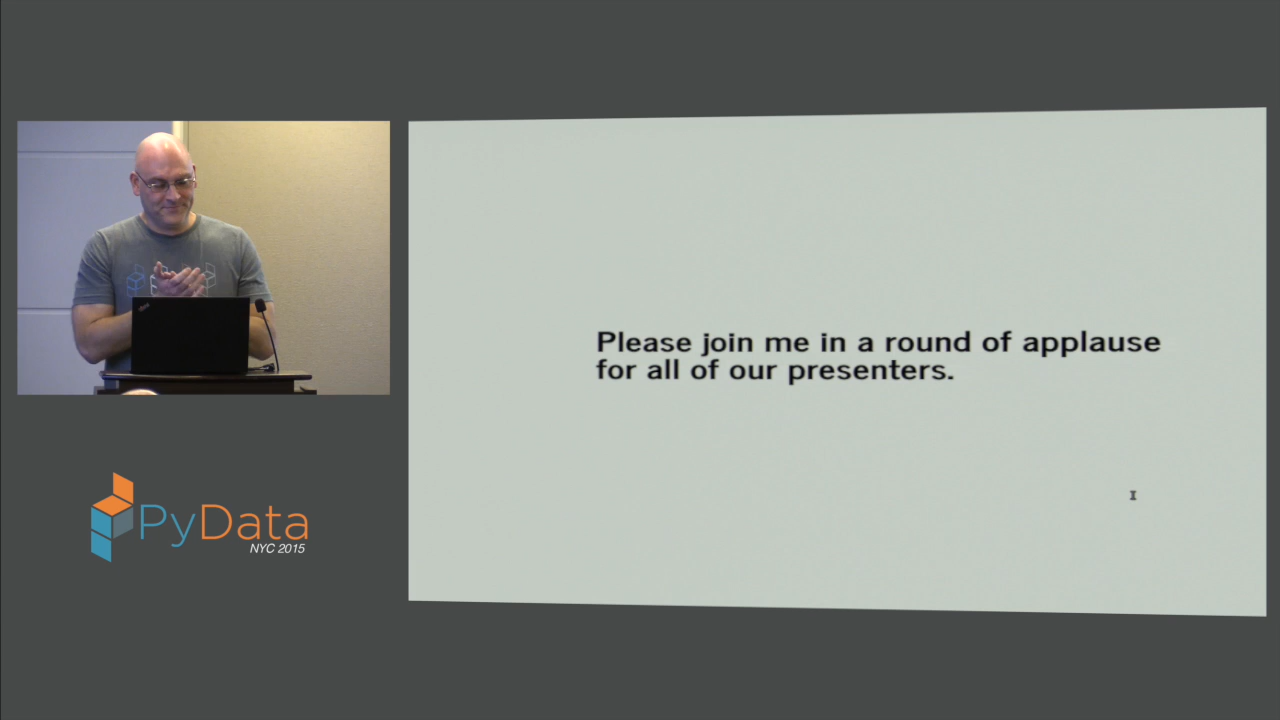 Please join me in a round of applause
for all of our presenters.
PyData
NYC 2015